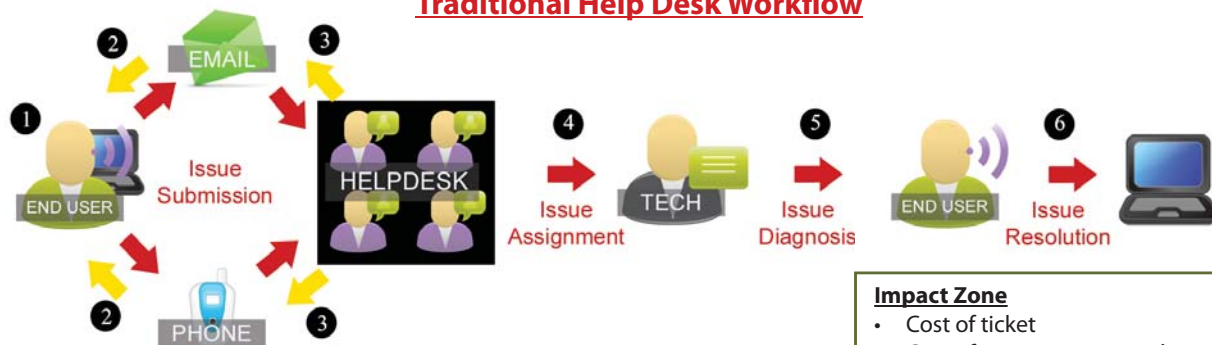 Traditional Help Desk Workflow
2
3
EMAIL
1
END USER
Issue
Submission
HELPDESK
4
Issue
Assignment
TECH
5
Issue
Diagnosis
END USER
6
Issue
Resolution
2
PHONE
3
Impact Zone
• Cost of ticket